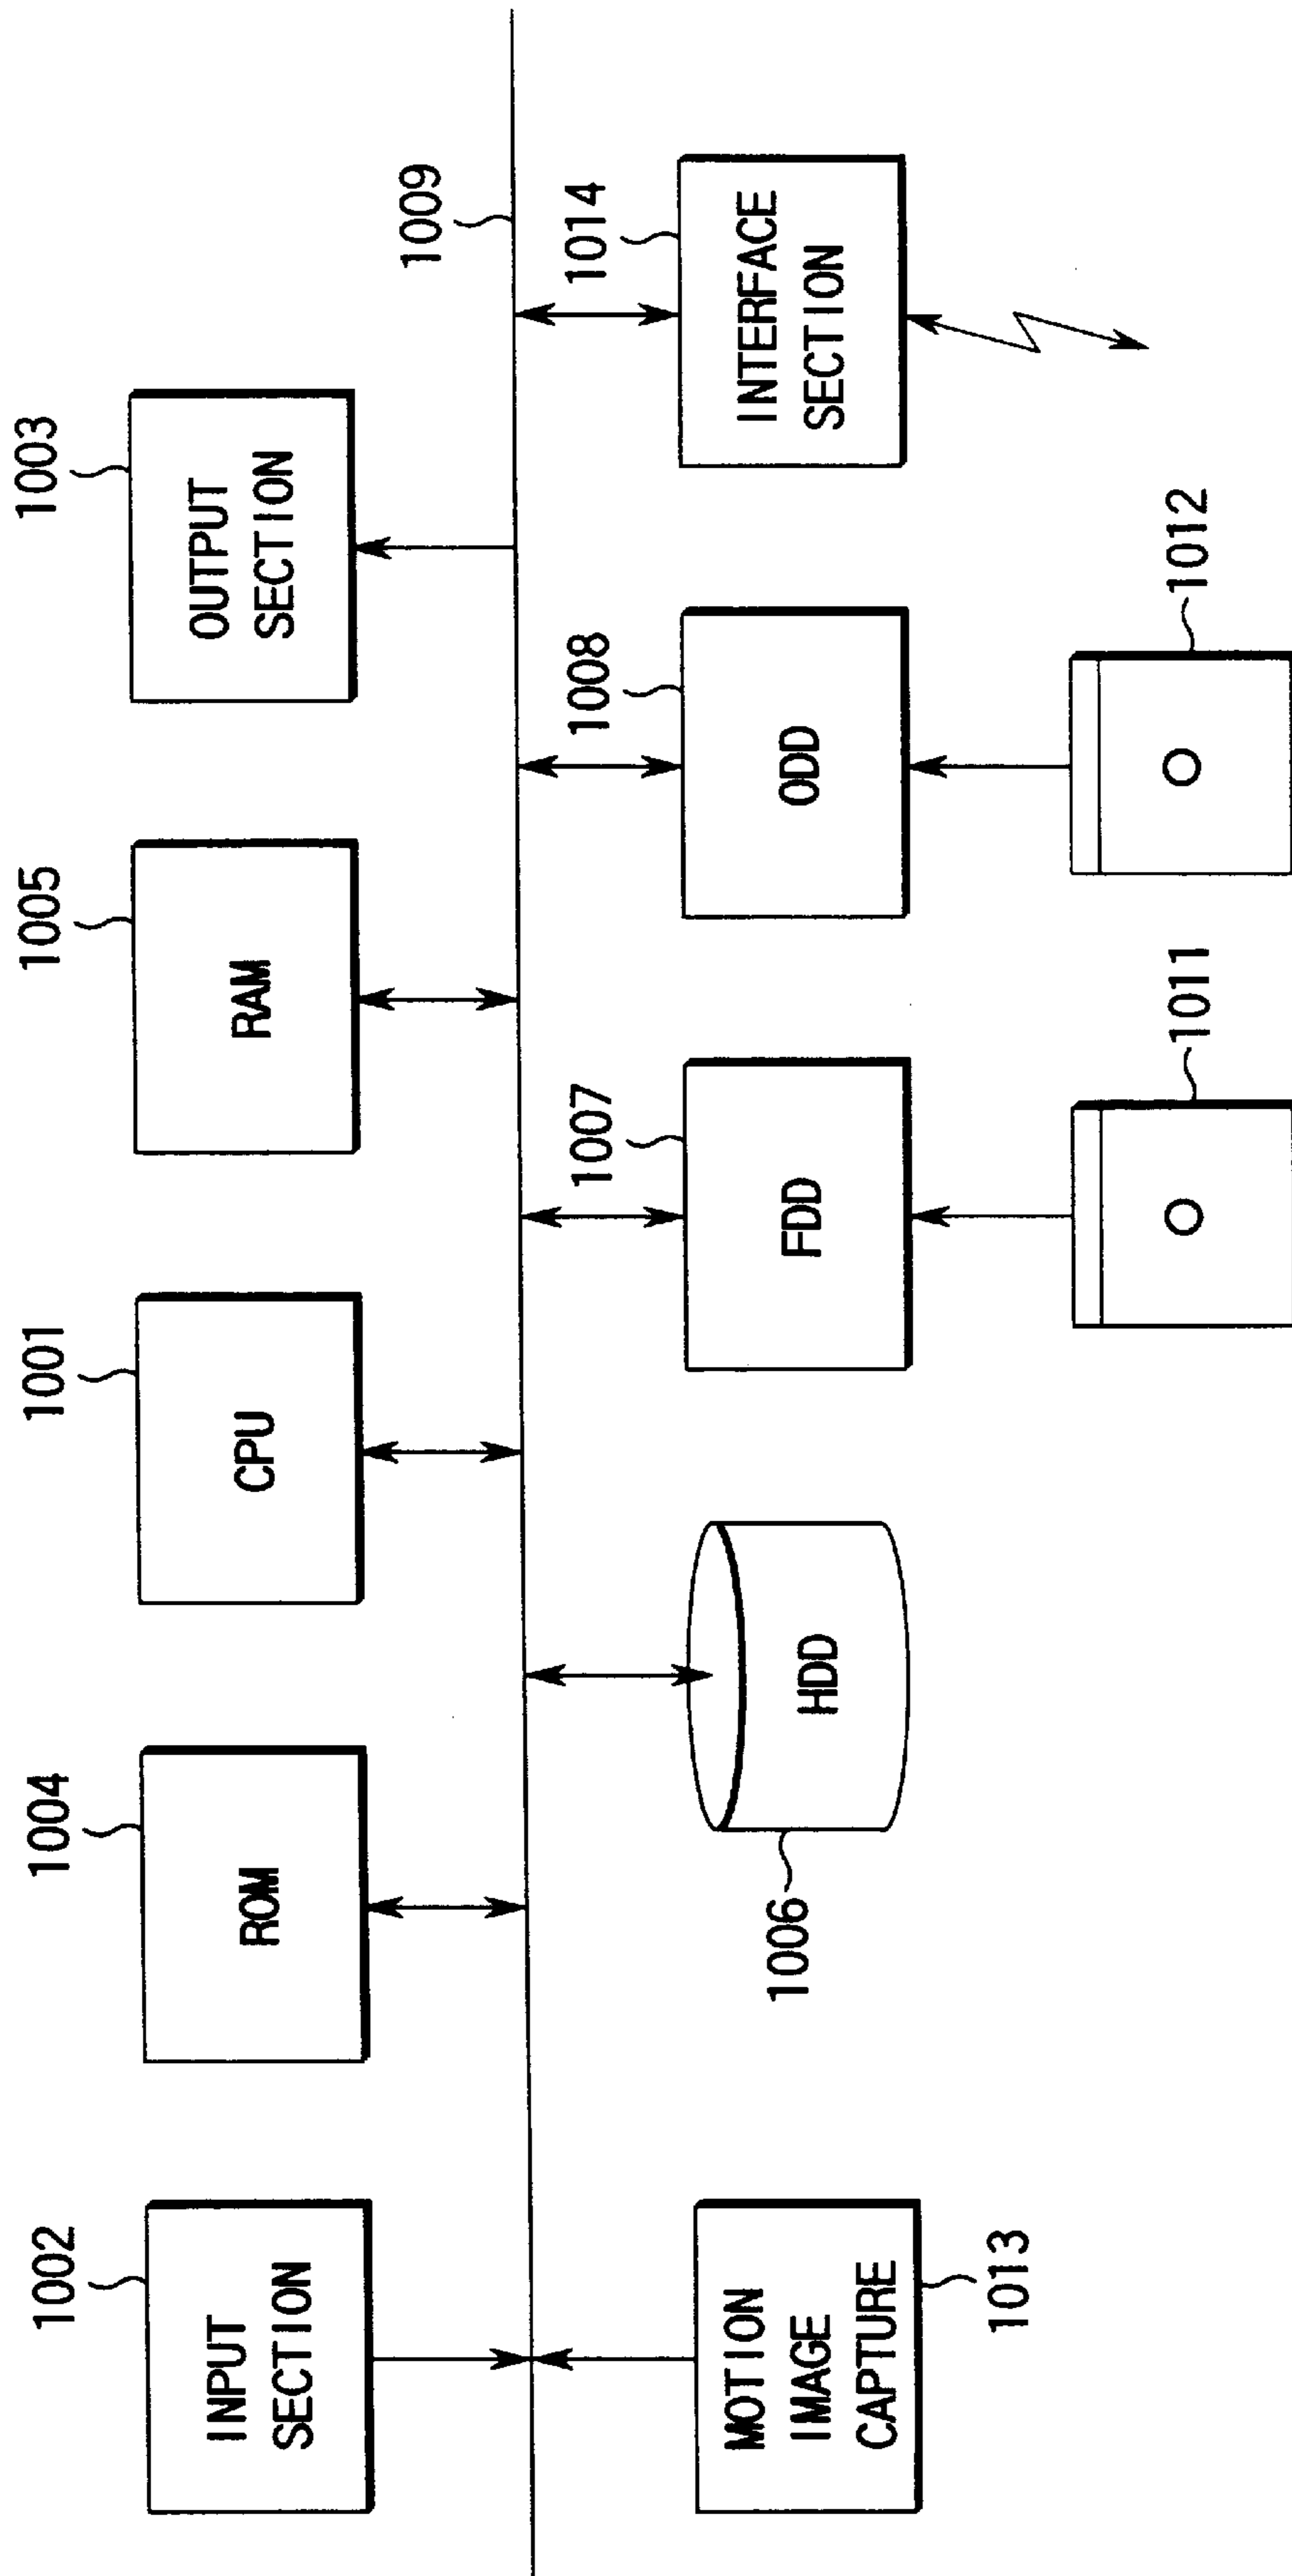 1002
INPUT
SECTION
1004
ROM
1001
CPU
1005
RAM
1003
OUTPUT
SECTION
1009
MOTION
IMAGE
CAPTURE
1013
HDD
1006
1007
FDD
1011
1008
ODD
1012
1014
INTERFACE
SECTION